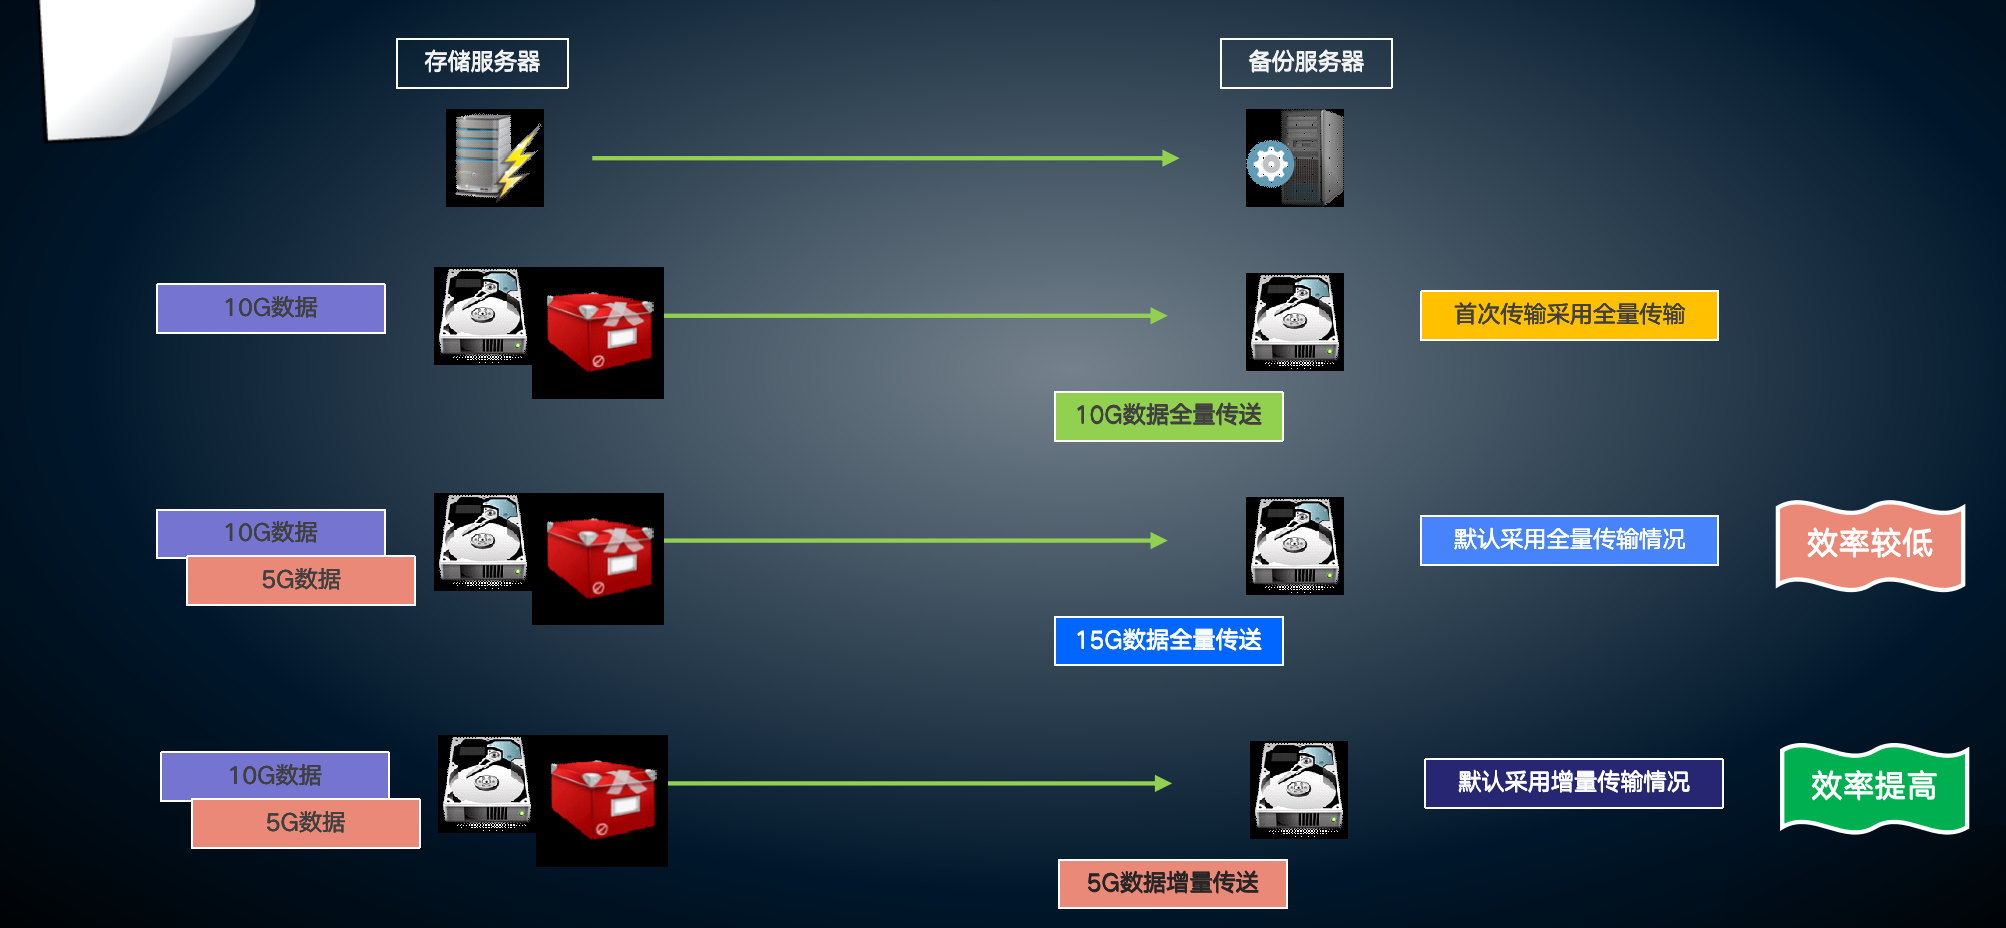 存储服务器
备份服务器
10G数据
首次传输采用全量传输
10G数据全量传送
10G数据
5G数据
默认采用全量传输情况
效率较低
15G数据全量传送
10G数据
5G数据
默认采用增量传输情况
效率提高
5G数据增量传送